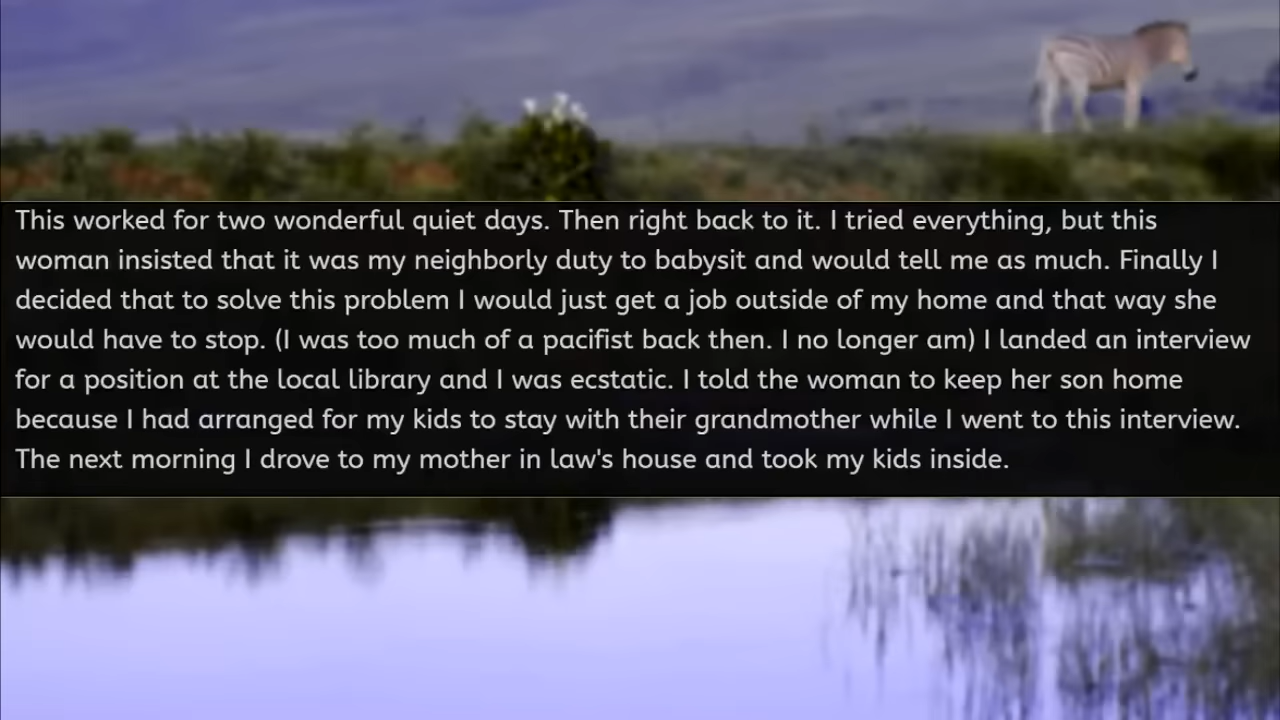 This worked for two wonderful quiet days. Then right back to it. I tried everything, but this
woman insisted that it was my neighborly duty to babysit and would tell me as much. Finally I
decided that to solve this problem I would just get a job outside of my home and that way she
would have to stop. (I was too much of a pacifist back then. I no longer am) I landed an interview
for a position at the local library and I was ecstatic. I told the woman to keep her son home
because I had arranged for my kids to stay with their grandmother while I went to this interview.
The next morning I drove to my mother in law's house and took my kids inside.